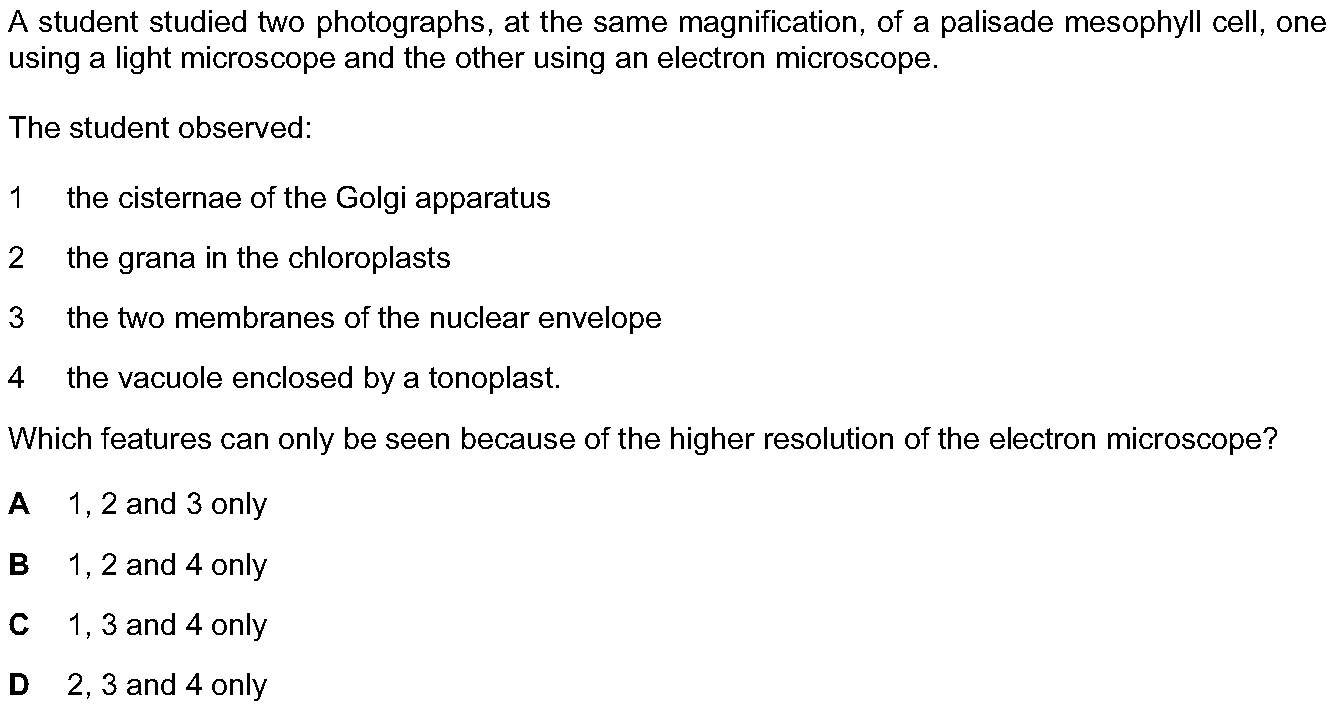 A student studied two photographs, at the same magnification, of a palisade mesophyll cell, one
using a light microscope and the other using an electron microscope.
The student observed:
1 the cisternae of the Golgi apparatus
2 the grana in the chloroplasts
3 the two membranes of the nuclear envelope
4 the vacuole enclosed by a tonoplast.
Which features can only be seen because of the higher resolution of the electron microscope?
A 1, 2 and 3 only
B 1, 2 and 4 only
C 1, 3 and 4 only
D 2, 3 and 4 only